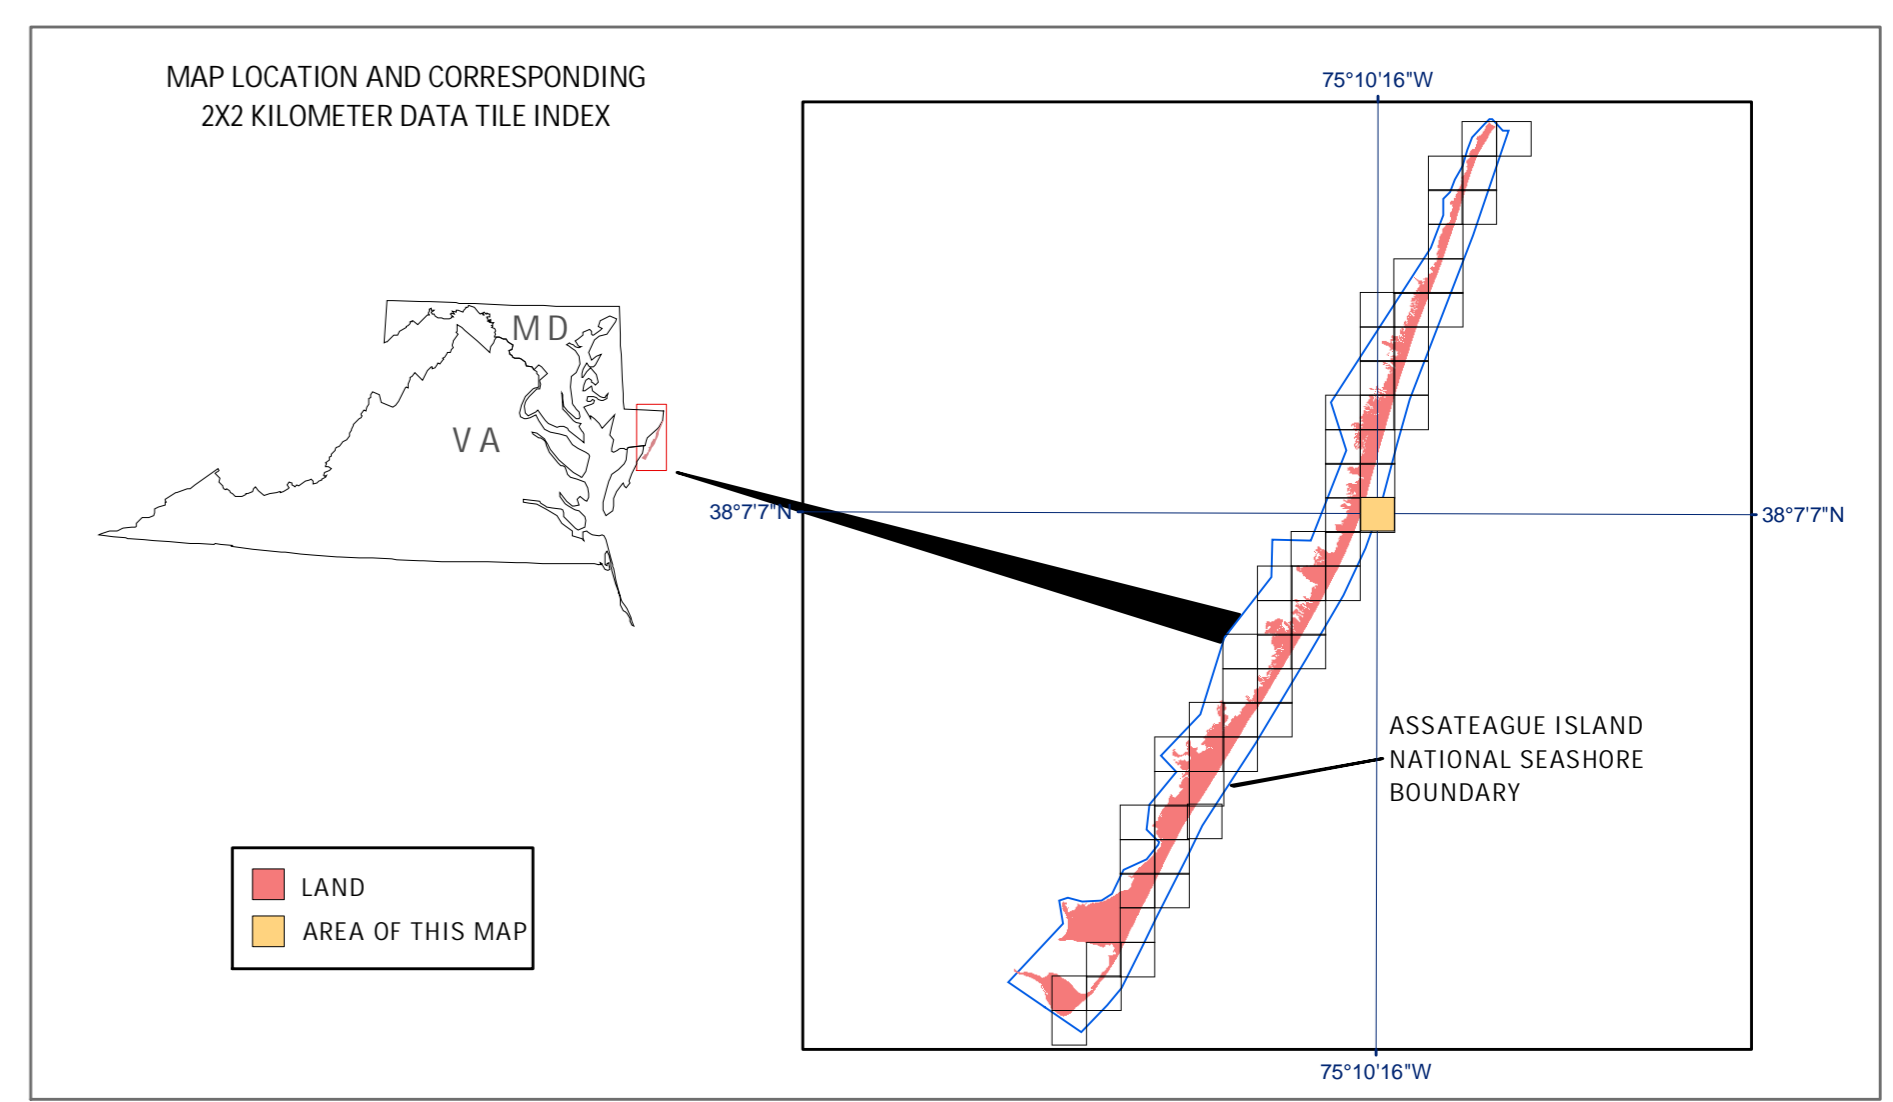 MAP LOCATION AND CORRESPONDING
2X2 KILOMETER DATA TILE INDEX
75°10'16"W
MD
VA
38°7'7"N
38°7'7"N
ASSATEAGUE ISLAND
NATIONAL SEASHORE
BOUNDARY
LAND
AREA OF THIS MAP
75°10'16"W